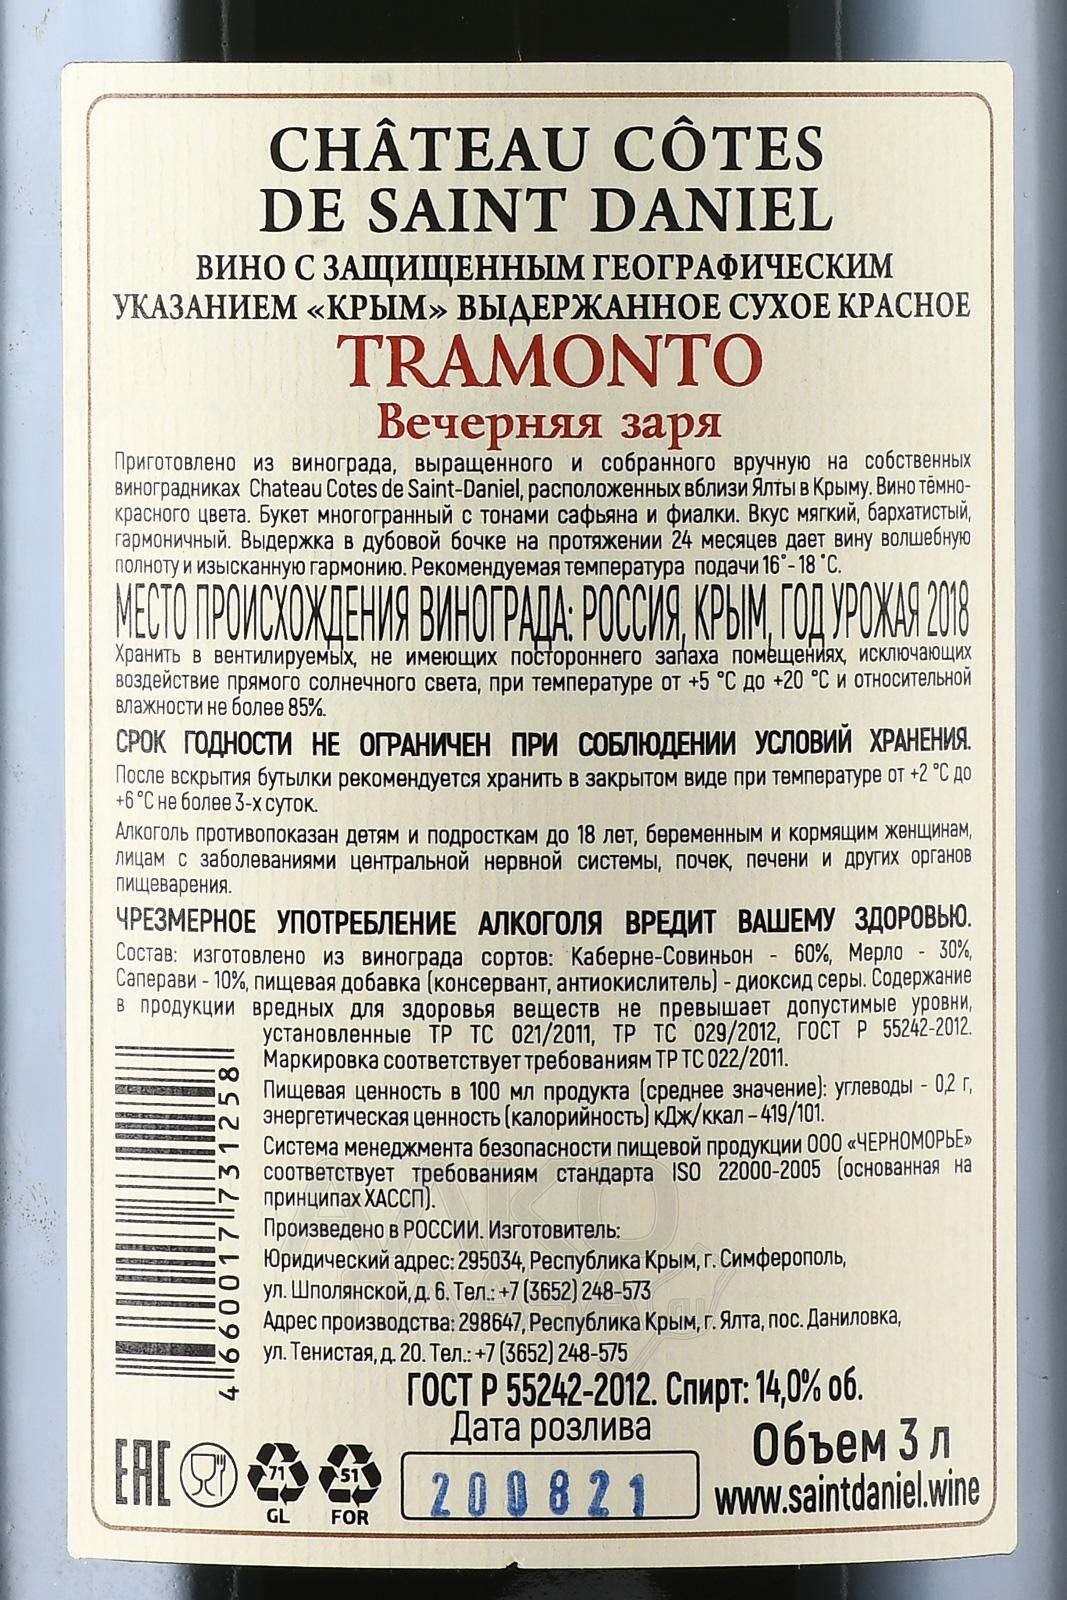 CHÂTEAU CÔTES
DE SAINT DANIEL
ВИНО С ЗАЩИЩЕННЫМ ГЕОГРАФИЧЕСКИМ
УКАЗАНИЕМ «КРЫМ» ВЫДЕРЖАННОЕ СУХОЕ КРАСНОЕ
TRAMONTO
Вечерняя заря
Приготовлено из винограда, выращенного и собранного вручную на собственных
виноградниках Chateau Cotes de Saint-Daniel, расположенных вблизи Ялты в Крыму. Вино тёмно-
красного цвета. Букет многогранный с тонами сафьяна и фиалки. Вкус мягкий, бархатистый,
гармоничный. Выдержка в дубовой бочке на протяжении 24 месяцев дает вину волшебную
полноту и изысканную гармонию. Рекомендуемая температура подачи 16°- 18 °С.
МЕСТО ПРОИСХОЖДЕНИЯ ВИНОГРАДА: РОССИЯ, КРЫМ, ГОД УРОЖАЯ 2018
Хранить в вентилируемых, не имеющих постороннего запаха помещениях, исключающих
воздействие прямого солнечного света, при температуре от +5 °С до +20 °С и относительной
влажности не более 85%.
СРОК ГОДНОСТИ НЕ ОГРАНИЧЕН ПРИ СОБЛЮДЕНИИ УСЛОВИЙ ХРАНЕНИЯ.
После вскрытия бутылки рекомендуется хранить в закрытом виде при температуре от +2 °С до
+6 °С не более 3-х суток.
Алкоголь противопоказан детям и подросткам до 18 лет, беременным и кормящим женщинам,
лицам с заболеваниями центральной нервной системы, почек, печени и других органов
пищеварения.
ЧРЕЗМЕРНОЕ УПОТРЕБЛЕНИЕ АЛКОГОЛЯ ВРЕДИТ ВАШЕМУ ЗДОРОВЬЮ.
Состав: изготовлено из винограда сортов: Каберне-Совиньон - 60%, Мерло - 30%,
Саперави - 10%, пищевая добавка (консервант, антиокислитель) - диоксид серы. Содержание
в продукции вредных для здоровья веществ не превышает допустимые уровни,
установленные ТР ТС 021/2011, ТР ТС 029/2012, ГОСТ Р 55242-2012.
Маркировка соответствует требованиям ТР ТС 022/2011.
Пищевая ценность в 100 мл продукта (среднее значение): углеводы - 0,2 г,
энергетическая ценность (калорийность) кДж/ккал – 419/101.
Система менеджмента безопасности пищевой продукции ООО «ЧЕРНОМОРЬЕ»
соответствует требованиям стандарта ISO 22000-2005 (основанная на
принципах ХАССП).
Произведено в РОССИИ. Изготовитель:
Юридический адрес: 295034, Республика Крым, г. Симферополь,
ул. Шполянской, д. 6. Тел.: +7 (3652) 248-573
Адрес производства: 298647, Республика Крым, г. Ялта, пос. Даниловка,
ул. Тенистая, д. 20. Тел.: +7 (3652) 248-575
4 660017 731258
ГОСТ Р 55242-2012. Спирт: 14,0% об.
Дата розлива
200821
Объем 3 л
www.saintdaniel.wine
EAC
71
GL
51
FOR
АЛКО
ПЛАЗА.ru